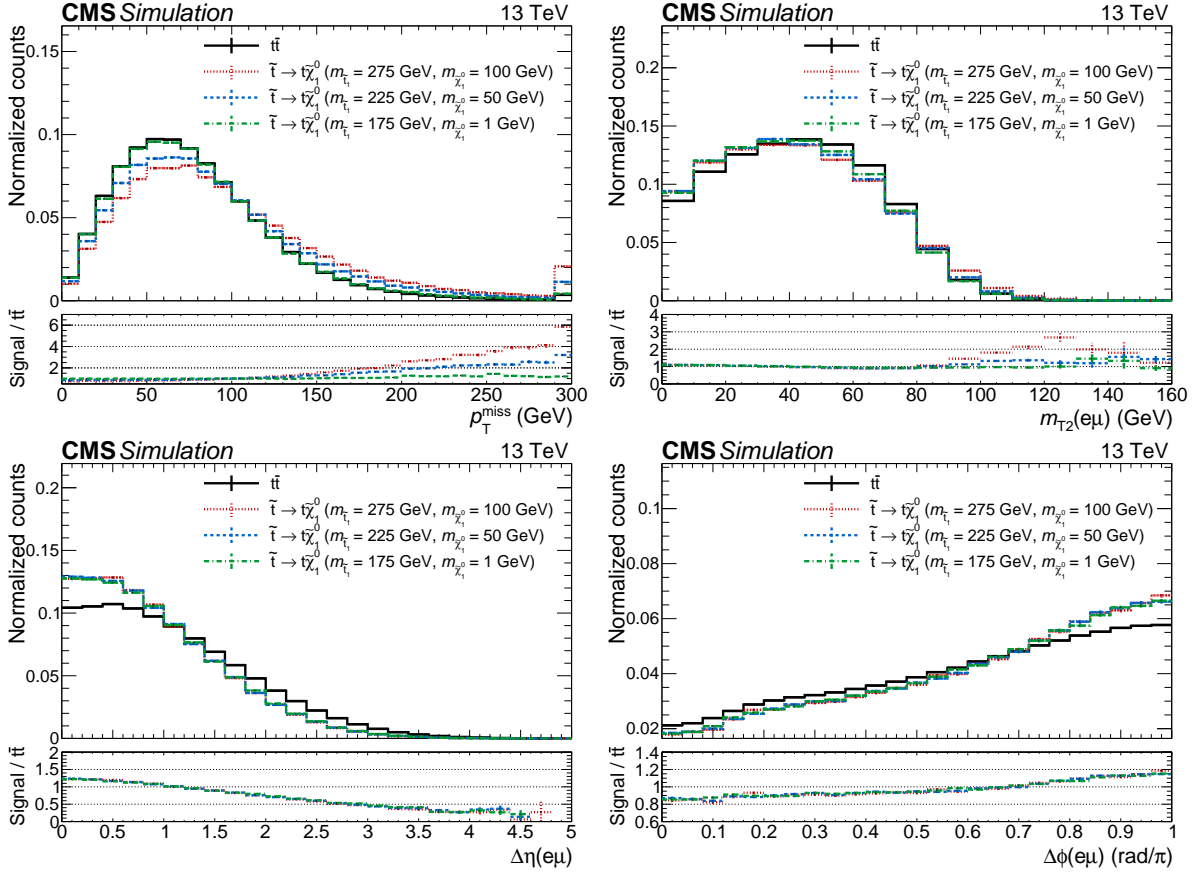 CMS Simulation 13 TeV
tt̄
t̃ → tχ̃₁⁰ (m_t̃₁ = 275 GeV, m_χ̃₁⁰ = 100 GeV)
t̃ → tχ̃₁⁰ (m_t̃₁ = 225 GeV, m_χ̃₁⁰ = 50 GeV)
t̃ → tχ̃₁⁰ (m_t̃₁ = 175 GeV, m_χ̃₁⁰ = 1 GeV)
Normalized counts
0.15
0.1
0.05
0
Signal / tt̄
6
4
2
0 50 100 150 200 250 300
p_T^miss (GeV)
CMS Simulation 13 TeV
tt̄
t̃ → tχ̃₁⁰ (m_t̃₁ = 275 GeV, m_χ̃₁⁰ = 100 GeV)
t̃ → tχ̃₁⁰ (m_t̃₁ = 225 GeV, m_χ̃₁⁰ = 50 GeV)
t̃ → tχ̃₁⁰ (m_t̃₁ = 175 GeV, m_χ̃₁⁰ = 1 GeV)
Normalized counts
0.2
0.15
0.1
0.05
0
Signal / tt̄
4
3
2
1
0
0 20 40 60 80 100 120 140 160
m_T2(eμ) (GeV)
CMS Simulation 13 TeV
tt̄
t̃ → tχ̃₁⁰ (m_t̃₁ = 275 GeV, m_χ̃₁⁰ = 100 GeV)
t̃ → tχ̃₁⁰ (m_t̃₁ = 225 GeV, m_χ̃₁⁰ = 50 GeV)
t̃ → tχ̃₁⁰ (m_t̃₁ = 175 GeV, m_χ̃₁⁰ = 1 GeV)
Normalized counts
0.2
0.15
0.1
0.05
0
Signal / tt̄
2
1.5
1
0.5
0
0 0.5 1 1.5 2 2.5 3 3.5 4 4.5 5
Δη(eμ)
CMS Simulation 13 TeV
tt̄
t̃ → tχ̃₁⁰ (m_t̃₁ = 275 GeV, m_χ̃₁⁰ = 100 GeV)
t̃ → tχ̃₁⁰ (m_t̃₁ = 225 GeV, m_χ̃₁⁰ = 50 GeV)
t̃ → tχ̃₁⁰ (m_t̃₁ = 175 GeV, m_χ̃₁⁰ = 1 GeV)
Normalized counts
0.1
0.08
0.06
0.04
0.02
Signal / tt̄
1.4
1.2
1
0.8
0.6
0 0.1 0.2 0.3 0.4 0.5 0.6 0.7 0.8 0.9 1
Δϕ(eμ) (rad/π)